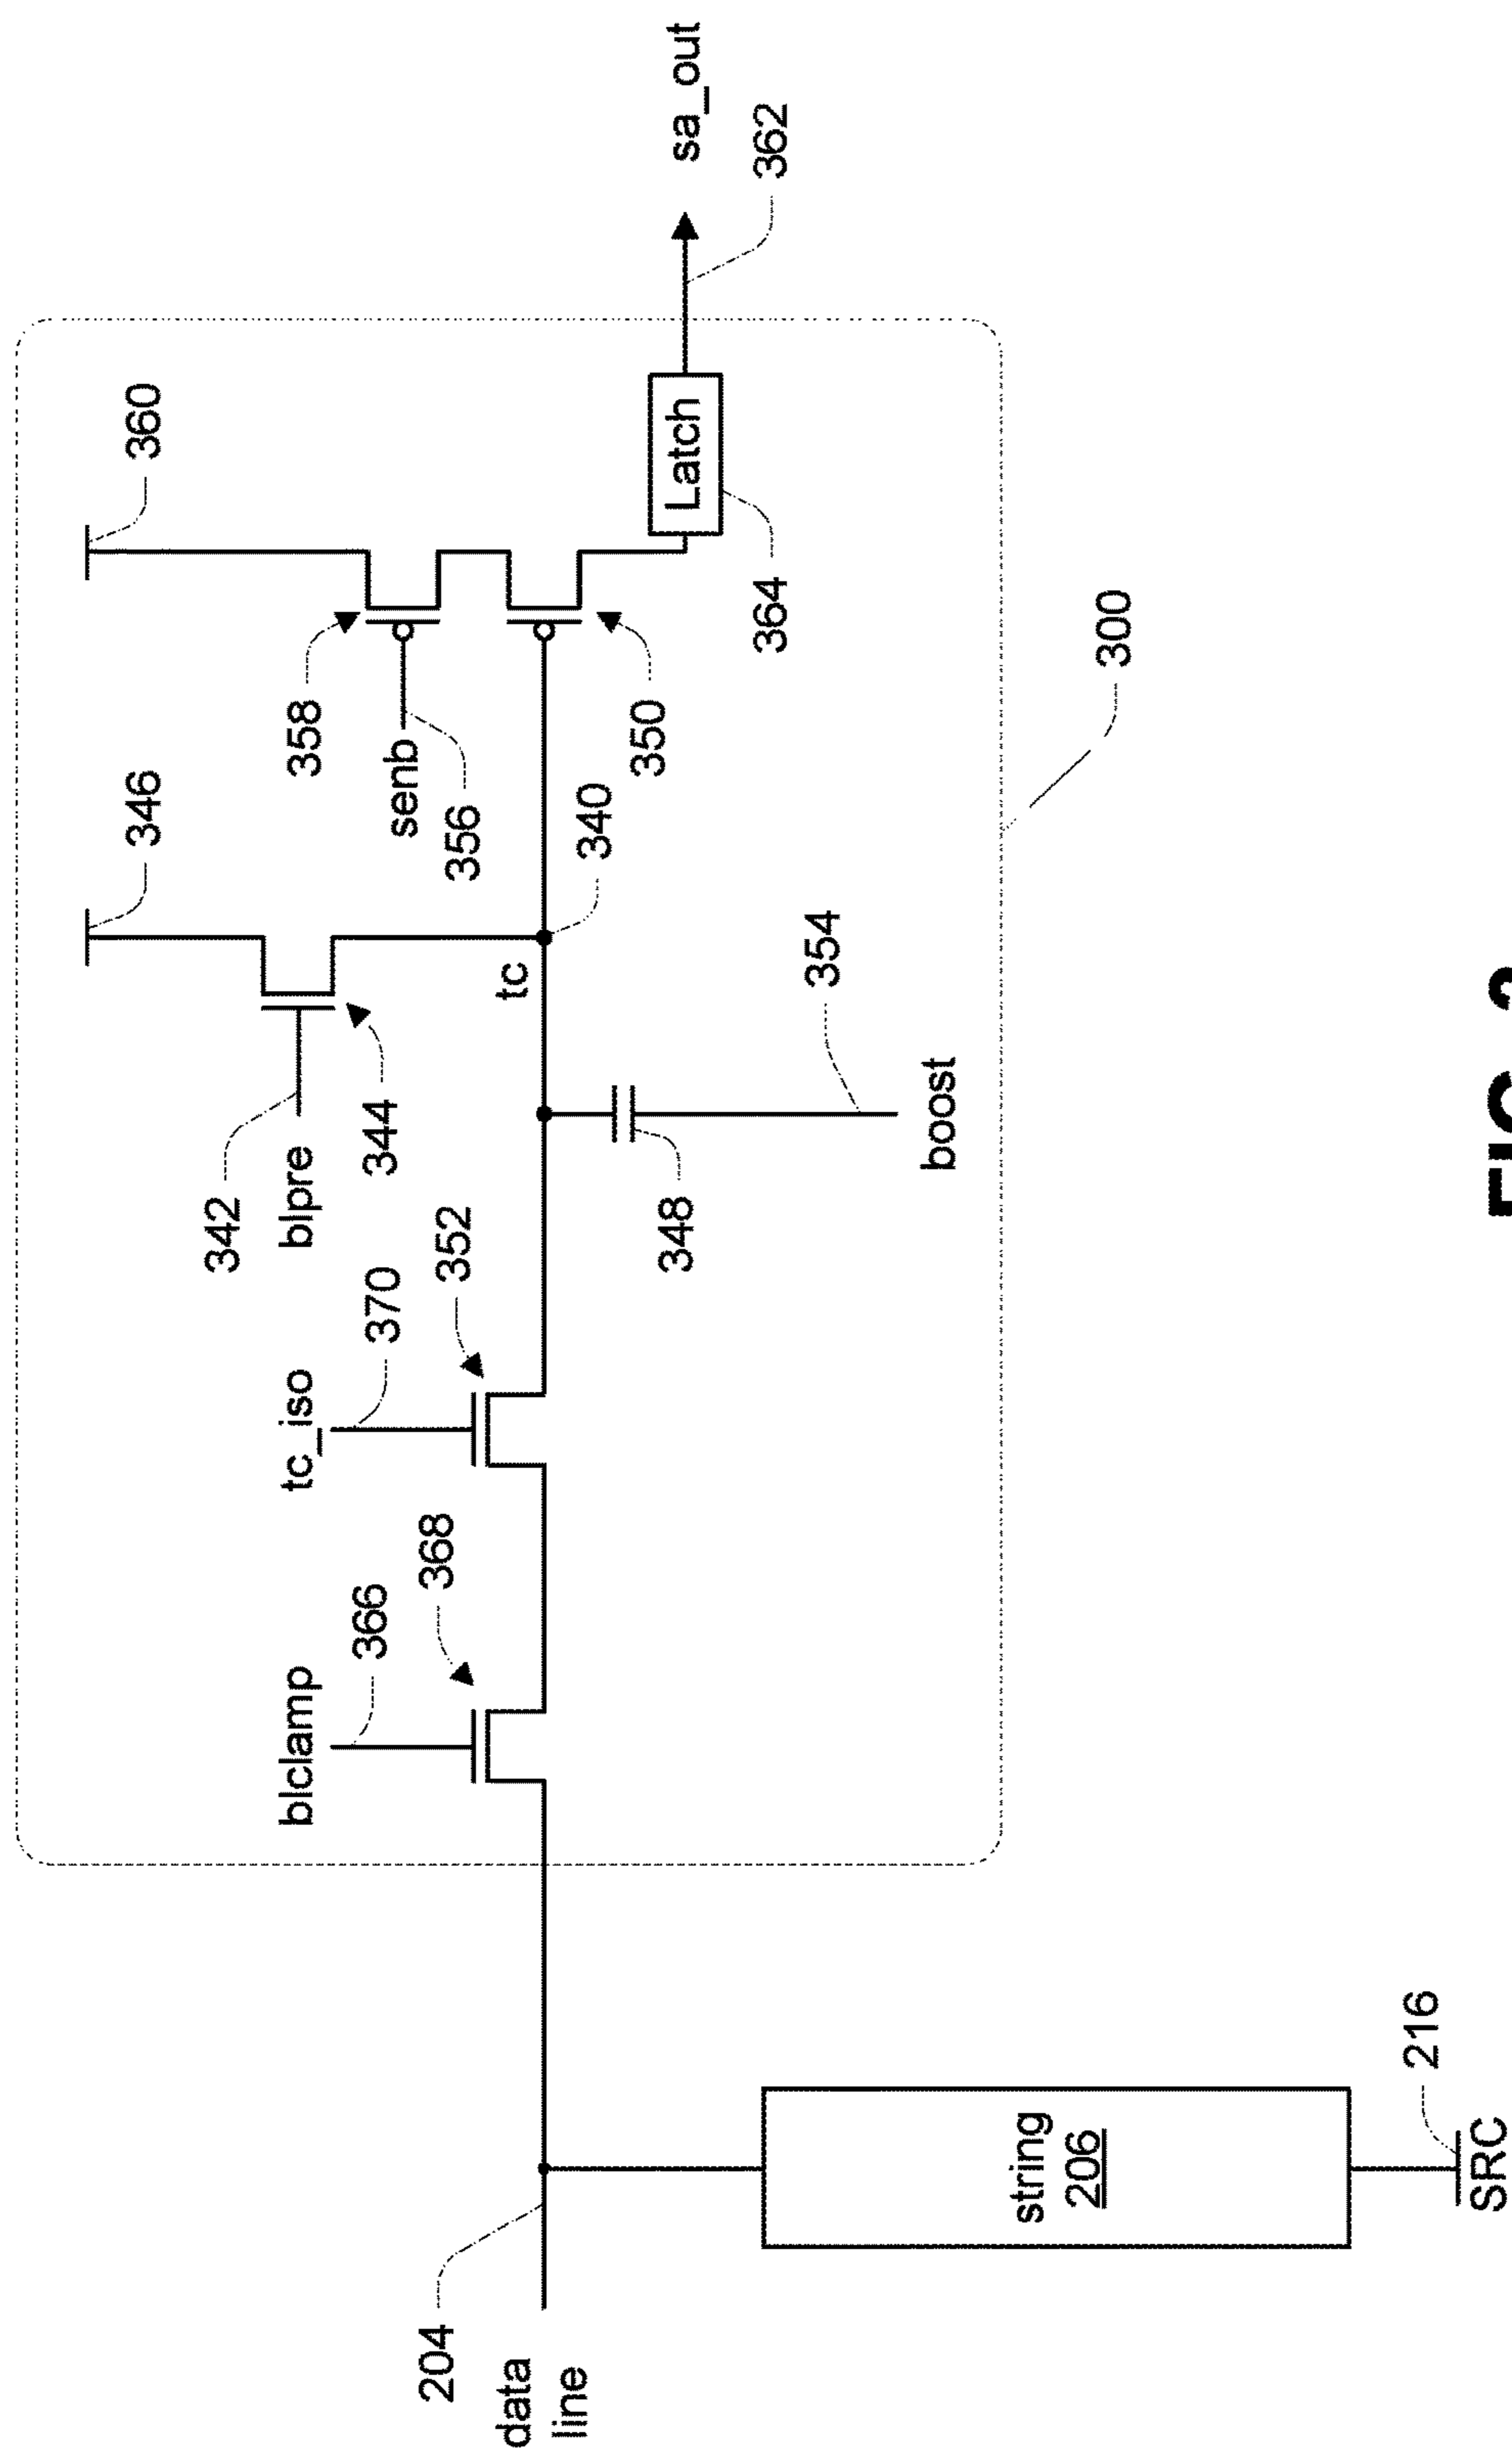 360
346
sa_out
358
senb
356
362
342
blpre
344
tc
340
350
Latch
364
tc_iso
370
352
blclamp
366
368
348
354
boost
300
204
data
line
string
206
216
SRC